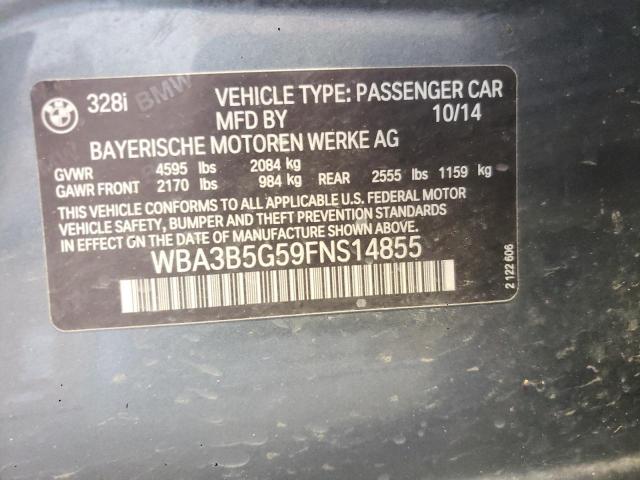 BMW
328i
VEHICLE TYPE: PASSENGER CAR
MFD BY 10/14
BAYERISCHE MOTOREN WERKE AG
GVWR 4595 lbs 2084 kg
GAWR FRONT 2170 lbs 984 kg REAR 2555 lbs 1159 kg
THIS VEHICLE CONFORMS TO ALL APPLICABLE U.S. FEDERAL MOTOR
VEHICLE SAFETY, BUMPER AND THEFT PREVENTION STANDARDS
IN EFFECT ON THE DATE OF MANUFACTURE SHOWN ABOVE.
WBA3B5G59FNS14855
2 122 606